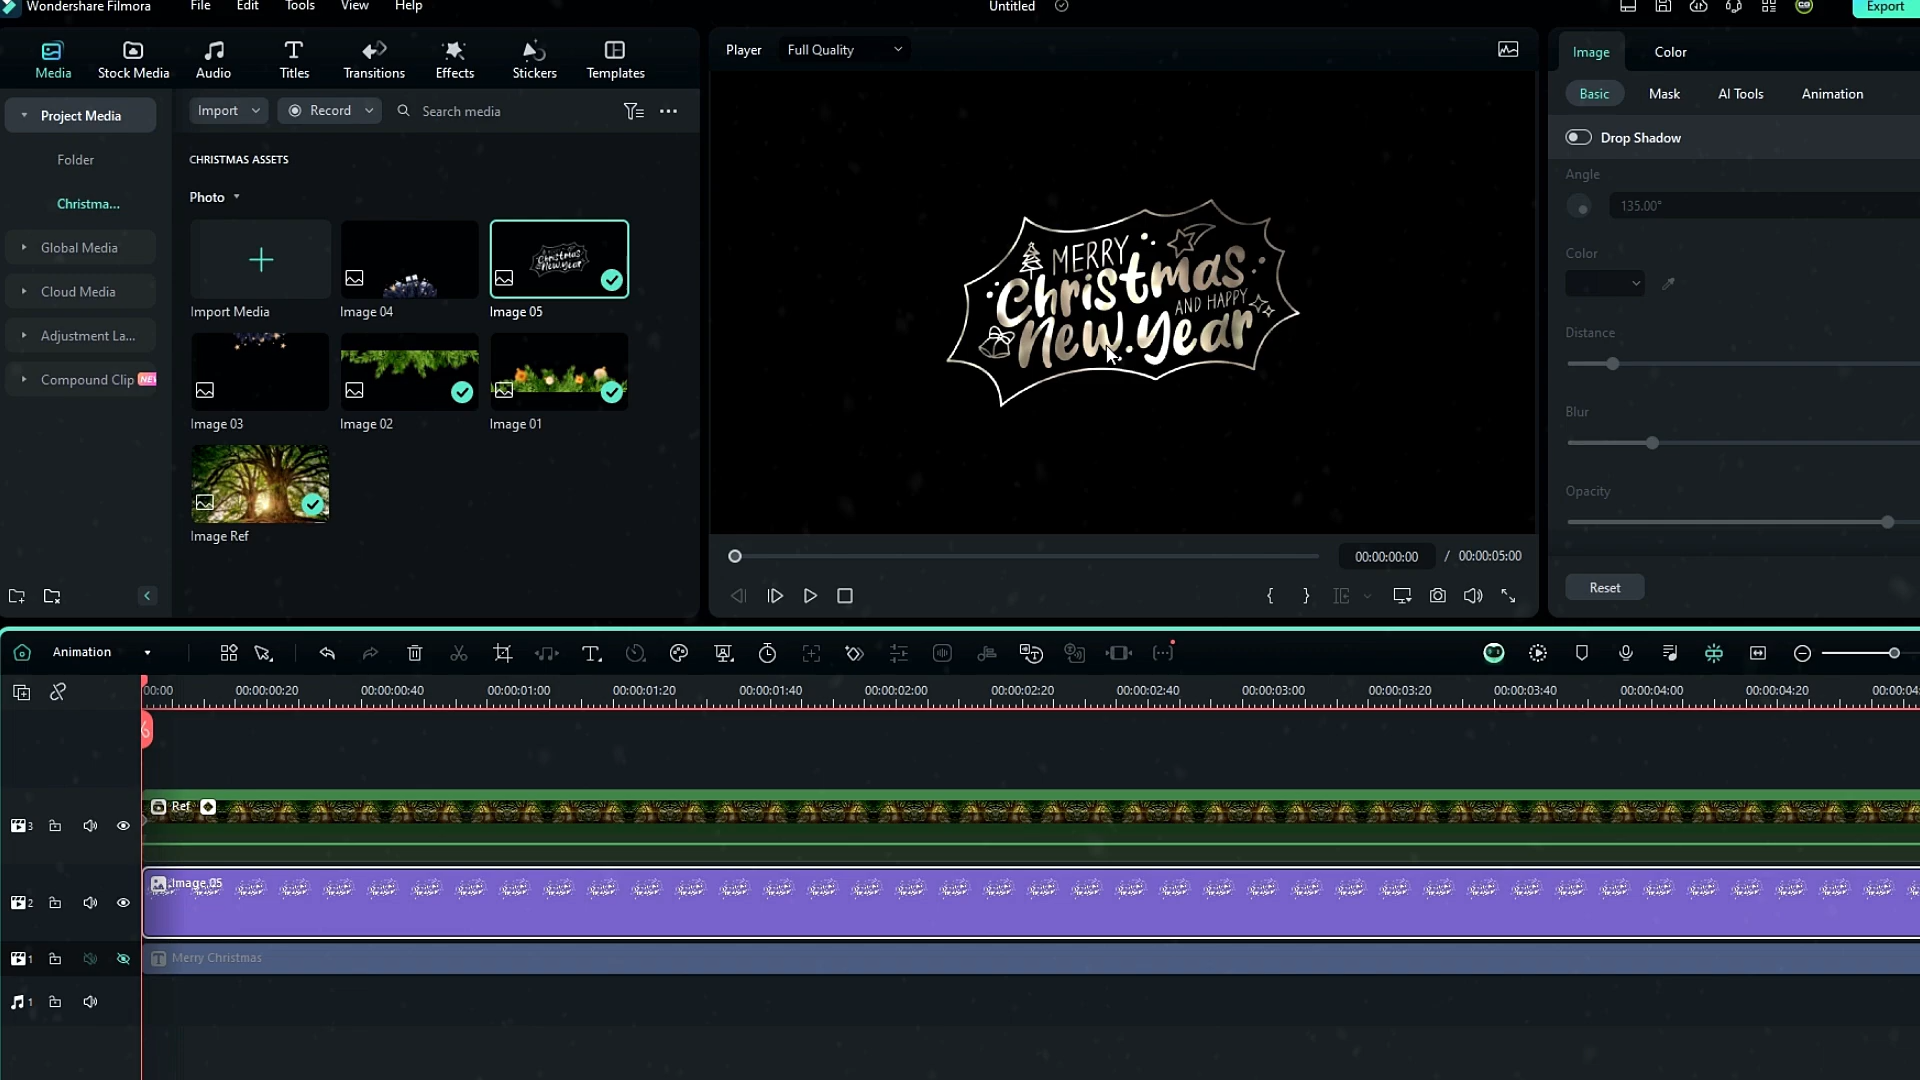 Wondershare Filmora File Edit Tools View Help Untitled Export
Media Stock Media Audio Titles Transitions Effects Stickers Templates
Player Full Quality
Image Color
Basic Mask AI Tools Animation
Project Media
Import Record Search media
Folder
Christma...
Global Media
Cloud Media
Adjustment La...
Compound Clip NEW
CHRISTMAS ASSETS
Photo
Import Media Image 04 Image 05
Image 03 Image 02 Image 01
Image Ref
MERRY
Christmas
AND HAPPY
New year
00:00:00:00 / 00:00:05:00
Drop Shadow
Angle
135.00°
Color
Distance
Blur
Opacity
Reset
Animation
00:00 00:00:00:20 00:00:00:40 00:00:01:00 00:00:01:20 00:00:01:40 00:00:02:00 00:00:02:20 00:00:02:40 00:00:03:00 00:00:03:20 00:00:03:40 00:00:04:00 00:00:04:20 00:00:04
3 Ref
2 Image 05
1 Merry Christmas
1